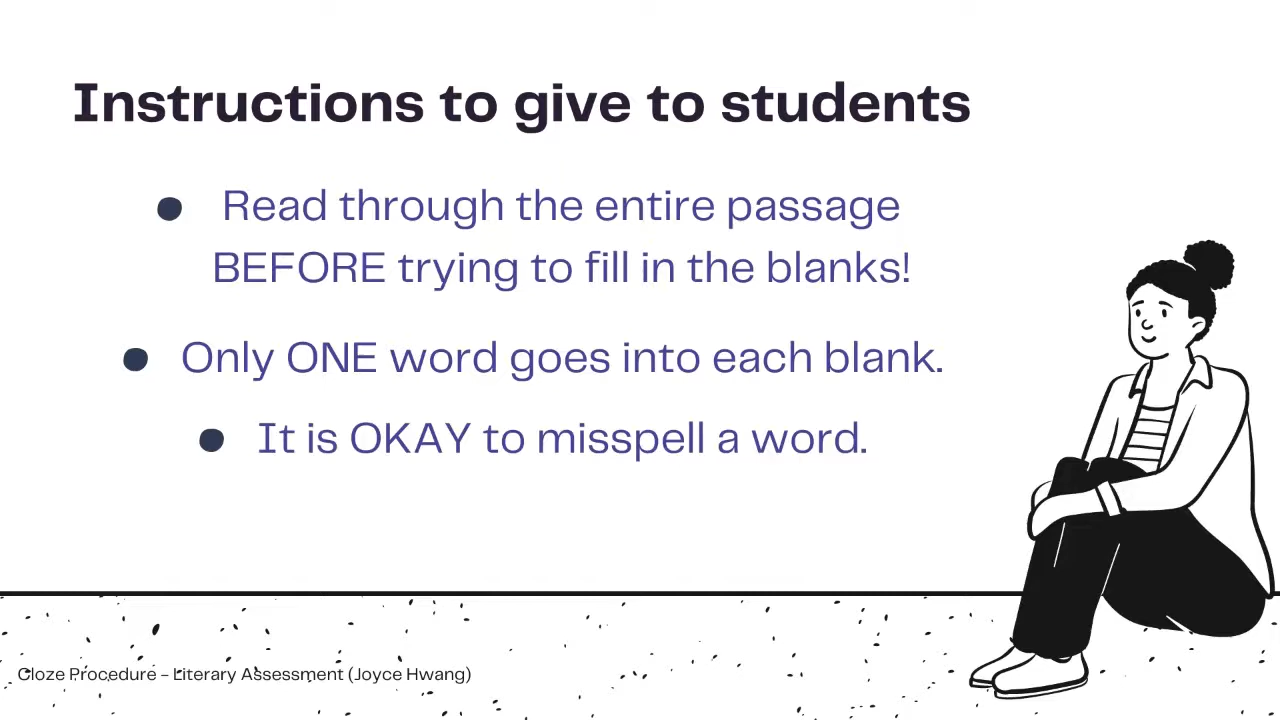 Instructions to give to students
● Read through the entire passage
BEFORE trying to fill in the blanks!
● Only ONE word goes into each blank.
● It is OKAY to misspell a word.
Cloze Procedure - Literary Assessment (Joyce Hwang)